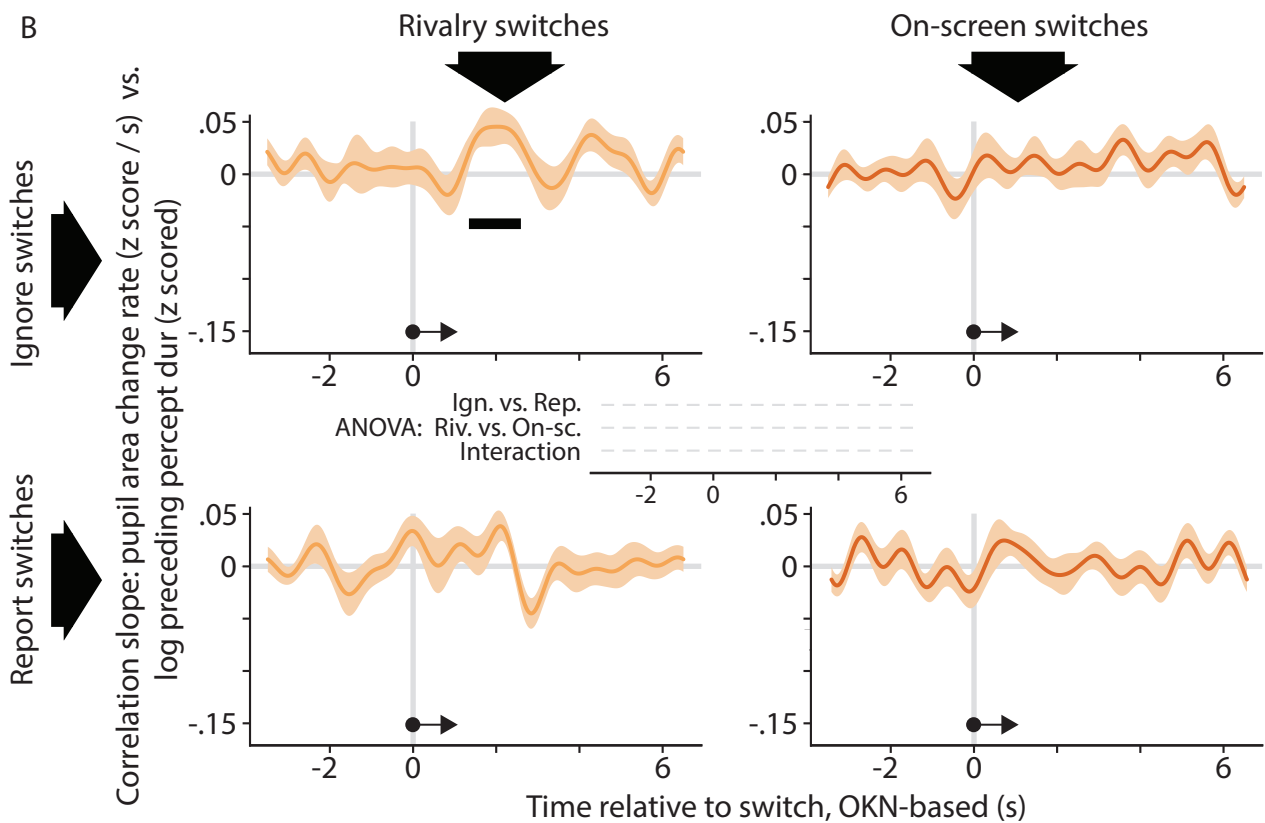 B
Rivalry switches
On-screen switches
Ignore switches
Report switches
Correlation slope: pupil area change rate (z score / s) vs.
log preceding percept dur (z scored)
.05
0
-.15
-2 0 6
.05
0
-.15
-2 0 6
Ign. vs. Rep.
ANOVA: Riv. vs. On-sc.
Interaction
-2 0 6
.05
0
-.15
-2 0 6
.05
0
-.15
-2 0 6
Time relative to switch, OKN-based (s)